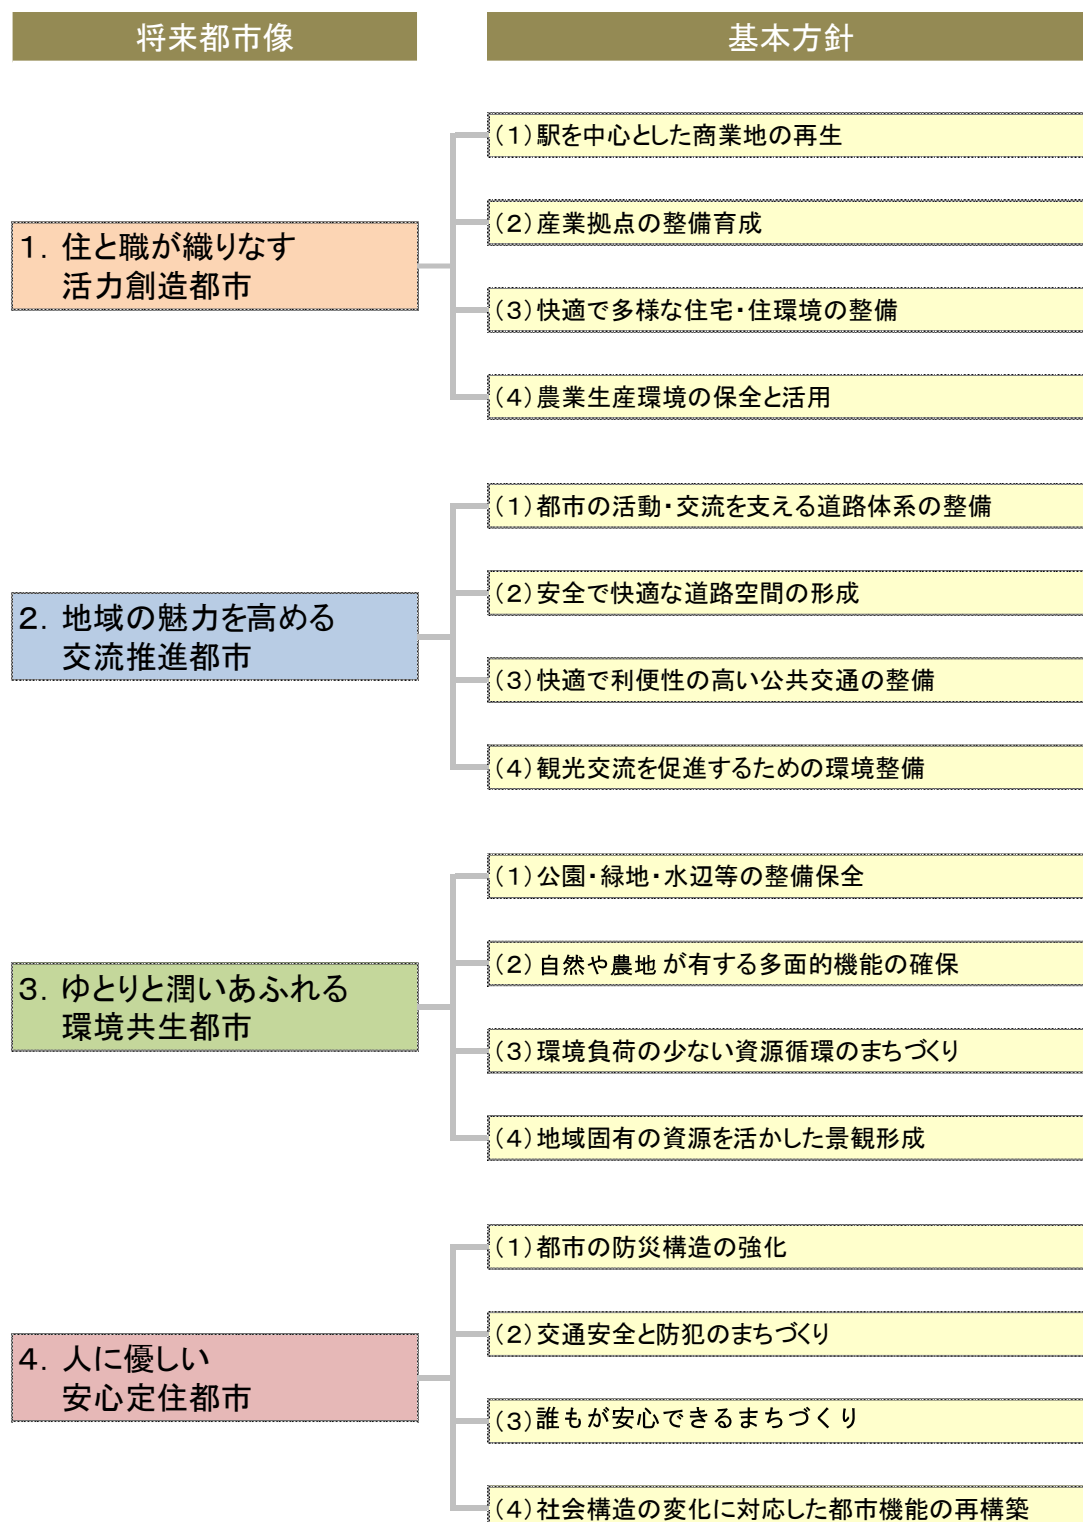 将来都市像
基本方針
1. 住と職が織りなす
活力創造都市
(1)駅を中心とした商業地の再生
(2)産業拠点の整備育成
(3)快適で多様な住宅・住環境の整備
(4)農業生産環境の保全と活用
2. 地域の魅力を高める
交流推進都市
(1)都市の活動・交流を支える道路体系の整備
(2)安全で快適な道路空間の形成
(3)快適で利便性の高い公共交通の整備
(4)観光交流を促進するための環境整備
3. ゆとりと潤いあふれる
環境共生都市
(1)公園・緑地・水辺等の整備保全
(2)自然や農地が有する多面的機能の確保
(3)環境負荷の少ない資源循環のまちづくり
(4)地域固有の資源を活かした景観形成
4. 人に優しい
安心定住都市
(1)都市の防災構造の強化
(2)交通安全と防犯のまちづくり
(3)誰もが安心できるまちづくり
(4)社会構造の変化に対応した都市機能の再構築